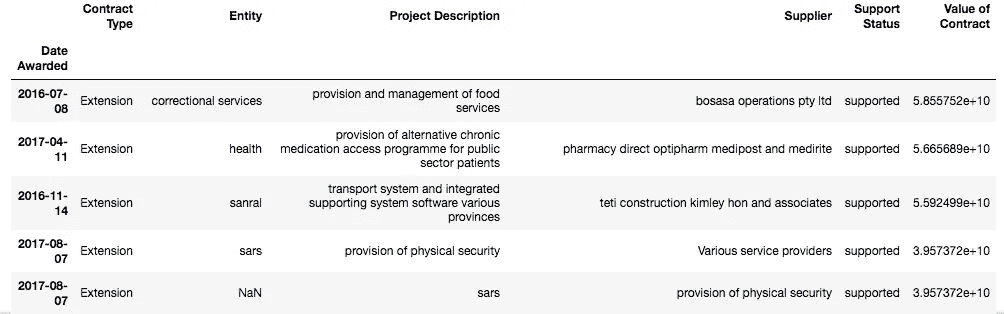 Contract Type Entity Project Description Supplier Support Status Value of Contract
Date Awarded
2016-07-08 Extension correctional services provision and management of food services bosasa operations pty ltd supported 5.855752e+10
2017-04-11 Extension health provision of alternative chronic medication access programme for public sector patients pharmacy direct optipharm medipost and medirite supported 5.665689e+10
2016-11-14 Extension sanral transport system and integrated supporting system software various provinces teti construction kimley hon and associates supported 5.592499e+10
2017-08-07 Extension sars provision of physical security Various service providers supported 3.957372e+10
2017-08-07 Extension NaN sars provision of physical security supported 3.957372e+10